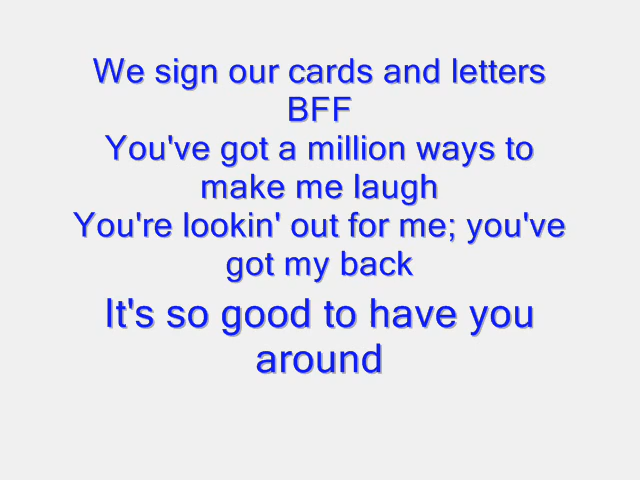 We sign our cards and letters
BFF
You've got a million ways to
make me laugh
You're lookin' out for me; you've
got my back
It's so good to have you
around